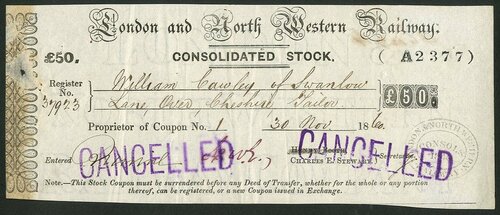 London and North Western Railway.
£50. CONSOLIDATED STOCK. (A2377)
Register No. 37923
William Cawley of Swanlow
Lane Over Cheshire Tailor
£50.
Proprietor of Coupon No. 1 30 Nov. 1860.
Entered
CANCELLED
CANCELLED
Henry Booth,
Charles E. Stewart, Secretary.
Note.—This Stock Coupon must be surrendered before any Deed of Transfer, whether for the whole or any portion
thereof, can be registered, or a new Coupon issued in Exchange.